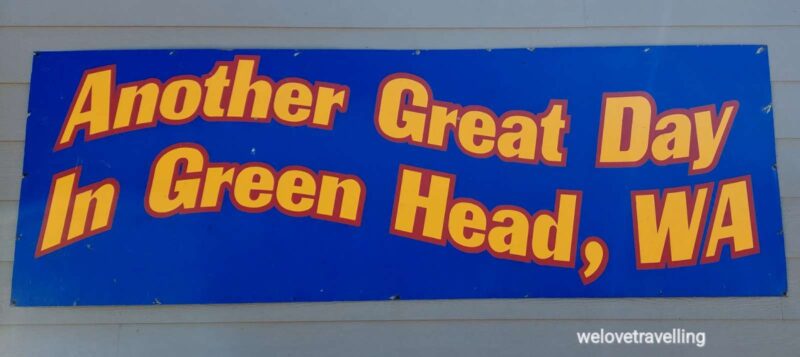 Another Great Day
In Green Head, WA
welovetravelling